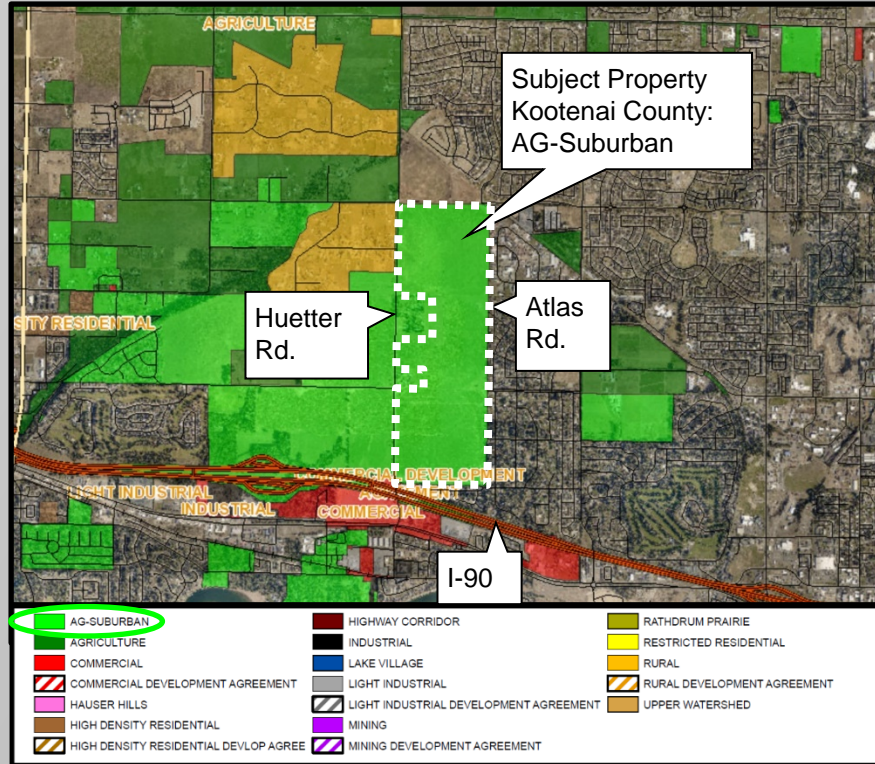 AGRICULTURE
Subject Property
Kootenai County:
AG-Suburban
Huetter
Rd.
Atlas
Rd.
SITY RESIDENTIAL
COMMERCIAL DEVELOPMENT
AGREEMENT
LIGHT INDUSTRIAL
INDUSTRIAL
COMMERCIAL
I-90
AG-SUBURBAN
AGRICULTURE
COMMERCIAL
COMMERCIAL DEVELOPMENT AGREEMENT
HAUSER HILLS
HIGH DENSITY RESIDENTIAL
HIGH DENSITY RESIDENTIAL DEVLOP AGREE
HIGHWAY CORRIDOR
INDUSTRIAL
LAKE VILLAGE
LIGHT INDUSTRIAL
LIGHT INDUSTRIAL DEVELOPMENT AGREEMENT
MINING
MINING DEVELOPMENT AGREEMENT
RATHDRUM PRAIRIE
RESTRICTED RESIDENTIAL
RURAL
RURAL DEVELOPMENT AGREEMENT
UPPER WATERSHED